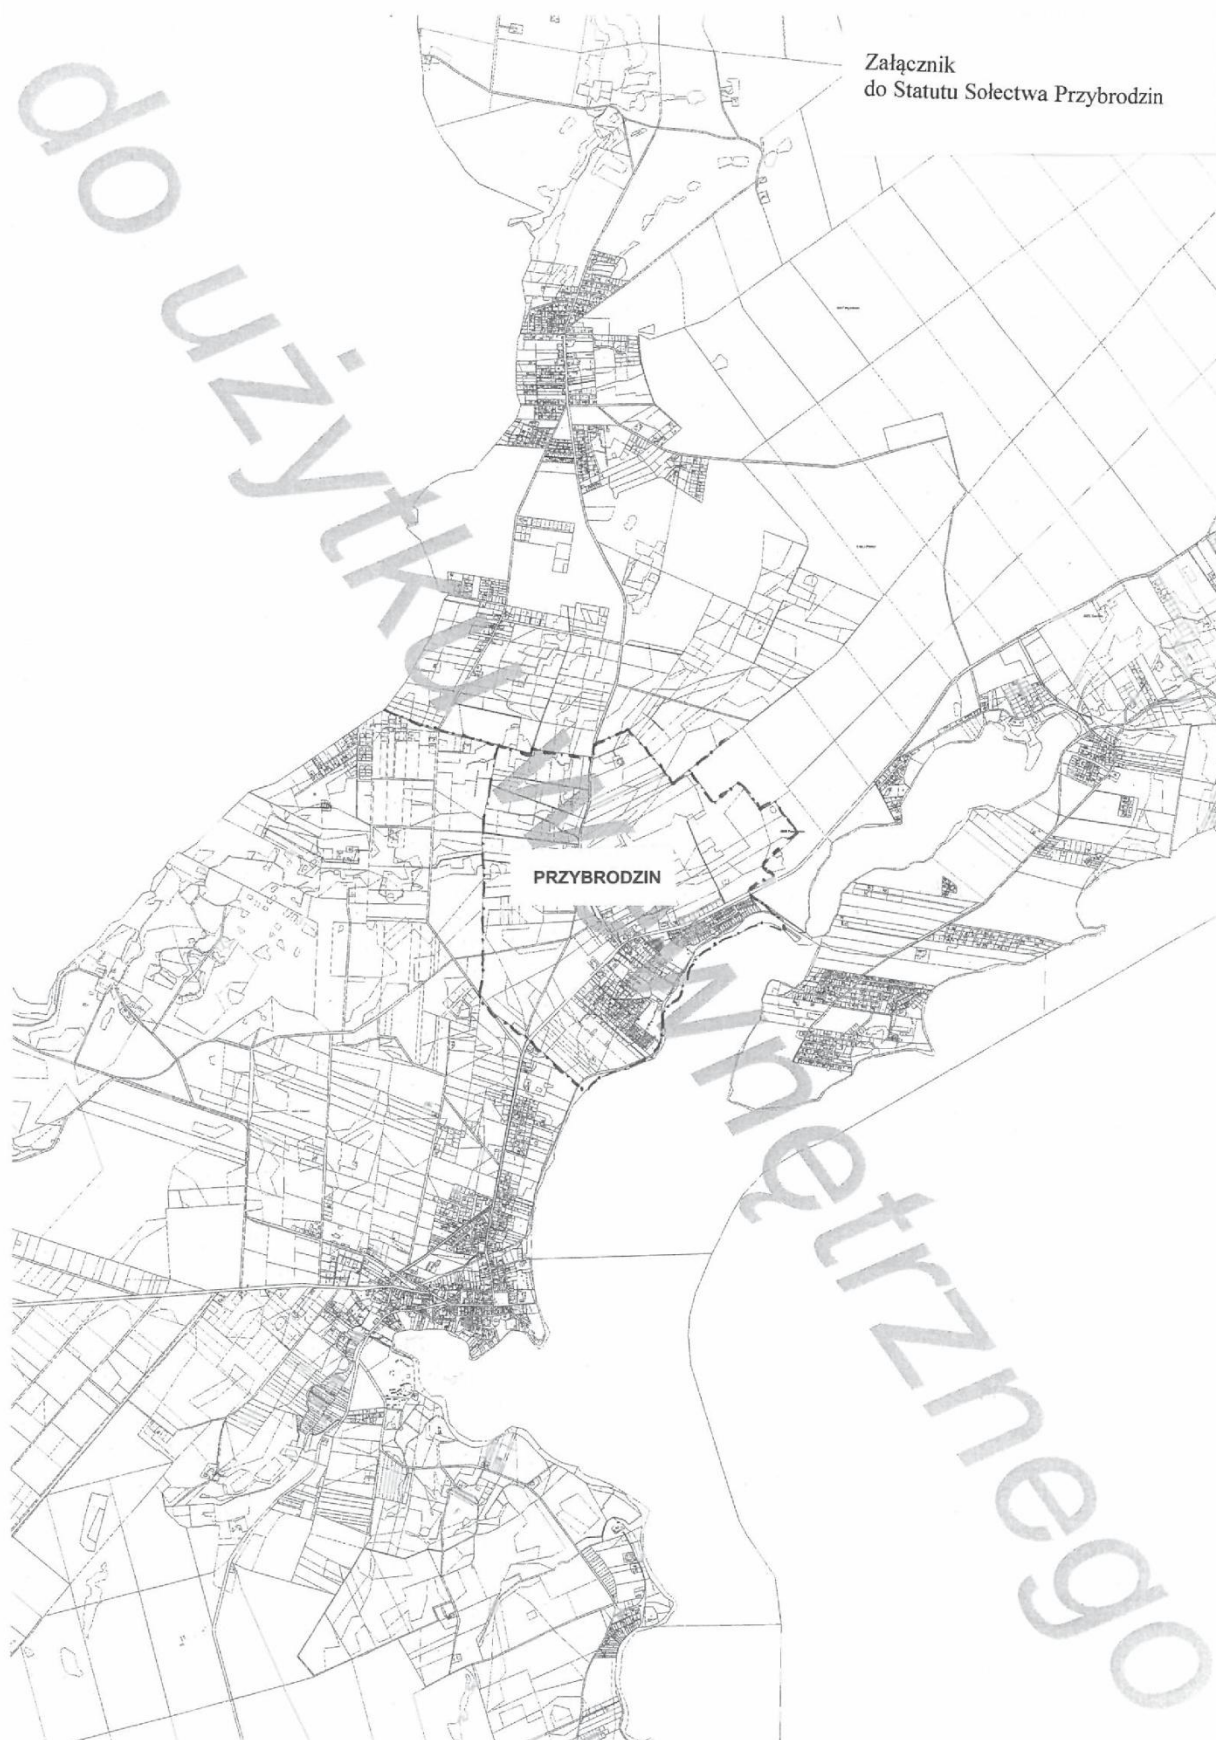 Załącznik
do Statutu Sołectwa Przybrodzin
PRZYBRODZIN
do użytku wewnętrznego